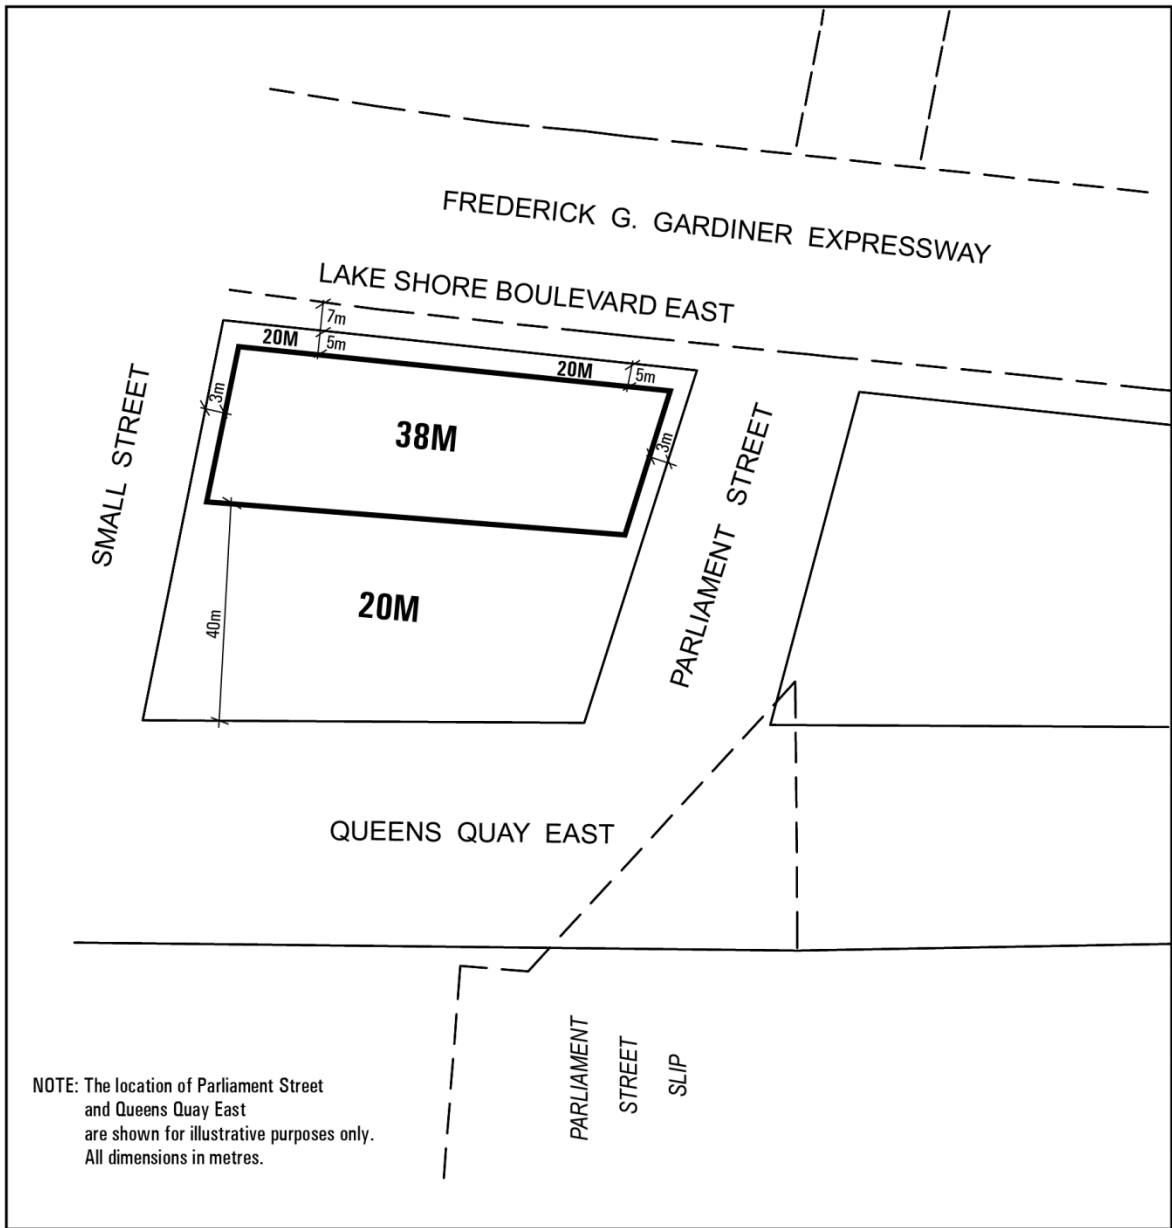 FREDERICK G. GARDINER EXPRESSWAY
LAKE SHORE BOULEVARD EAST
7m
20M
5m
20M
5m
3m
38M
3m
SMALL STREET
PARLIAMENT STREET
20M
40m
QUEENS QUAY EAST
PARLIAMENT
STREET
SLIP
NOTE: The location of Parliament Street
and Queens Quay East
are shown for illustrative purposes only.
All dimensions in metres.